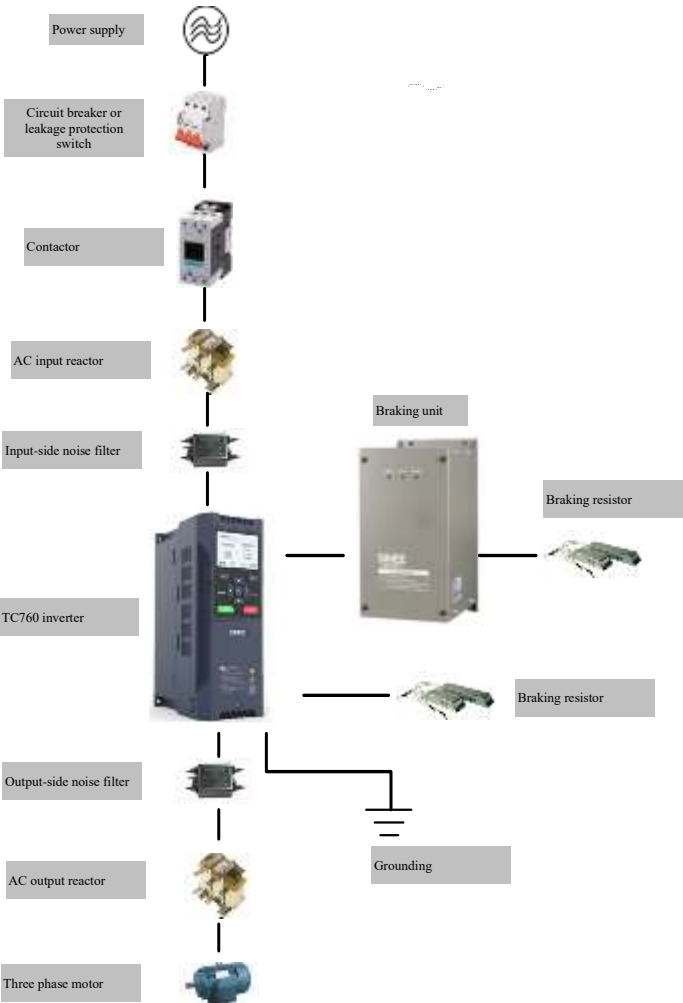 Power supply
Circuit breaker or
leakage protection
switch
Contactor
AC input reactor
Input-side noise filter
Braking unit
Braking resistor
TC760 inverter
Braking resistor
Output-side noise filter
Grounding
AC output reactor
Three phase motor